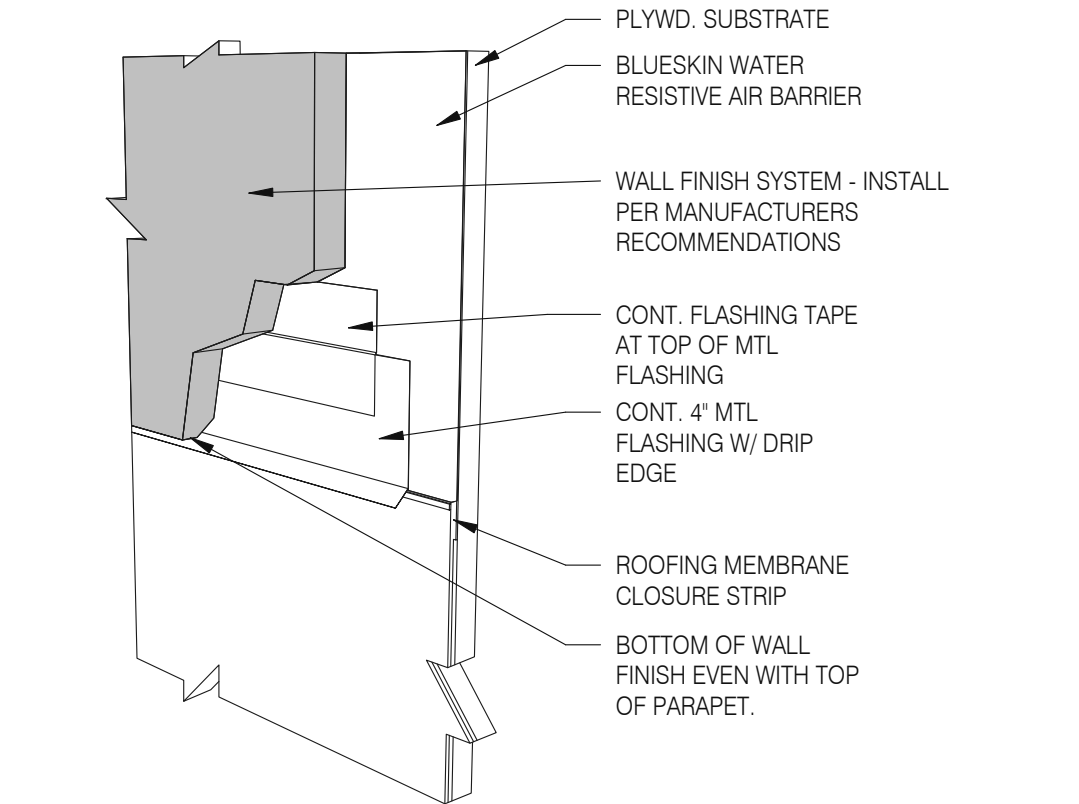 PLYWD. SUBSTRATE
BLUESKIN WATER
RESISTIVE AIR BARRIER
WALL FINISH SYSTEM - INSTALL
PER MANUFACTURERS
RECOMMENDATIONS
CONT. FLASHING TAPE
AT TOP OF MTL
FLASHING
CONT. 4" MTL
FLASHING W/ DRIP
EDGE
ROOFING MEMBRANE
CLOSURE STRIP
BOTTOM OF WALL
FINISH EVEN WITH TOP
OF PARAPET.